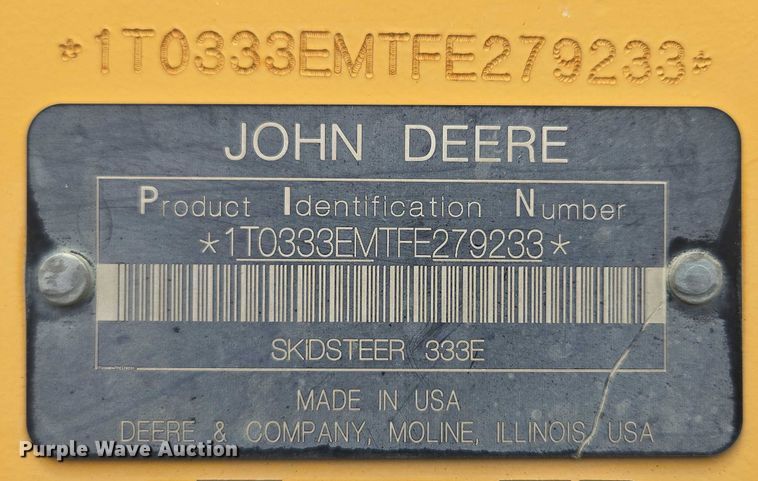 *1T0333EMTFE279233*
JOHN DEERE
Product Identification Number
*1T0333EMTFE279233*
SKIDSTEER 333E
MADE IN USA
DEERE & COMPANY, MOLINE, ILLINOIS, USA
Purple Wave Auction